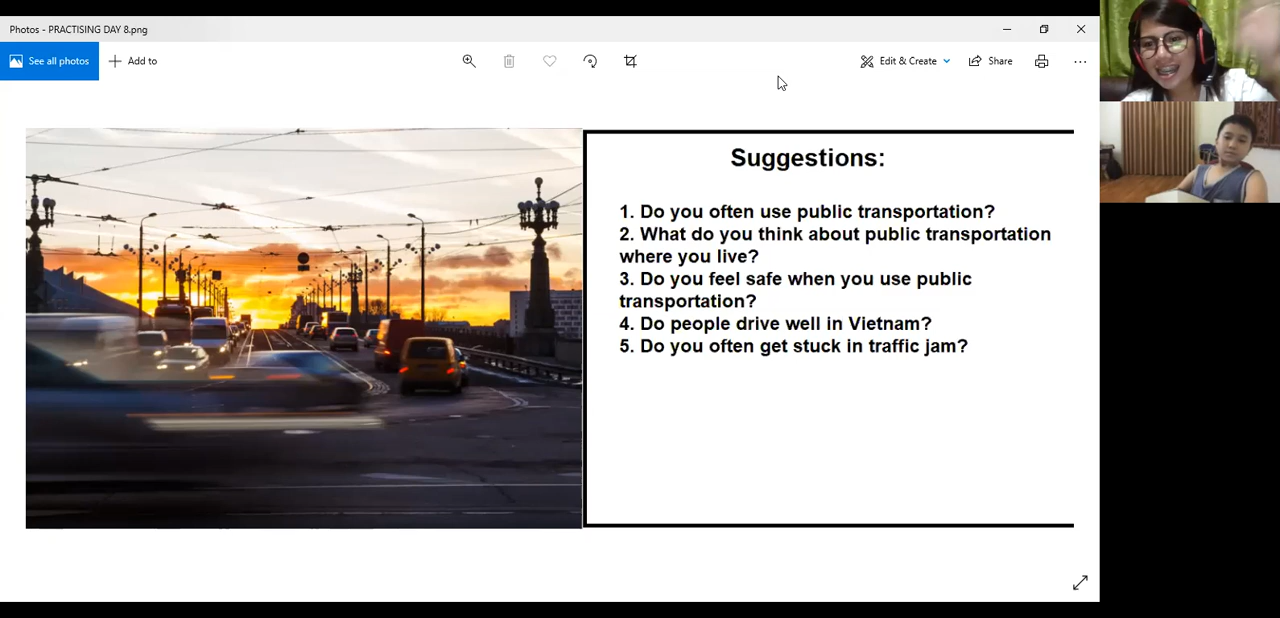 Photos - PRACTISING DAY 8.png
See all photos
Add to
Edit & Create
Share
Suggestions:
1. Do you often use public transportation?
2. What do you think about public transportation
where you live?
3. Do you feel safe when you use public
transportation?
4. Do people drive well in Vietnam?
5. Do you often get stuck in traffic jam?